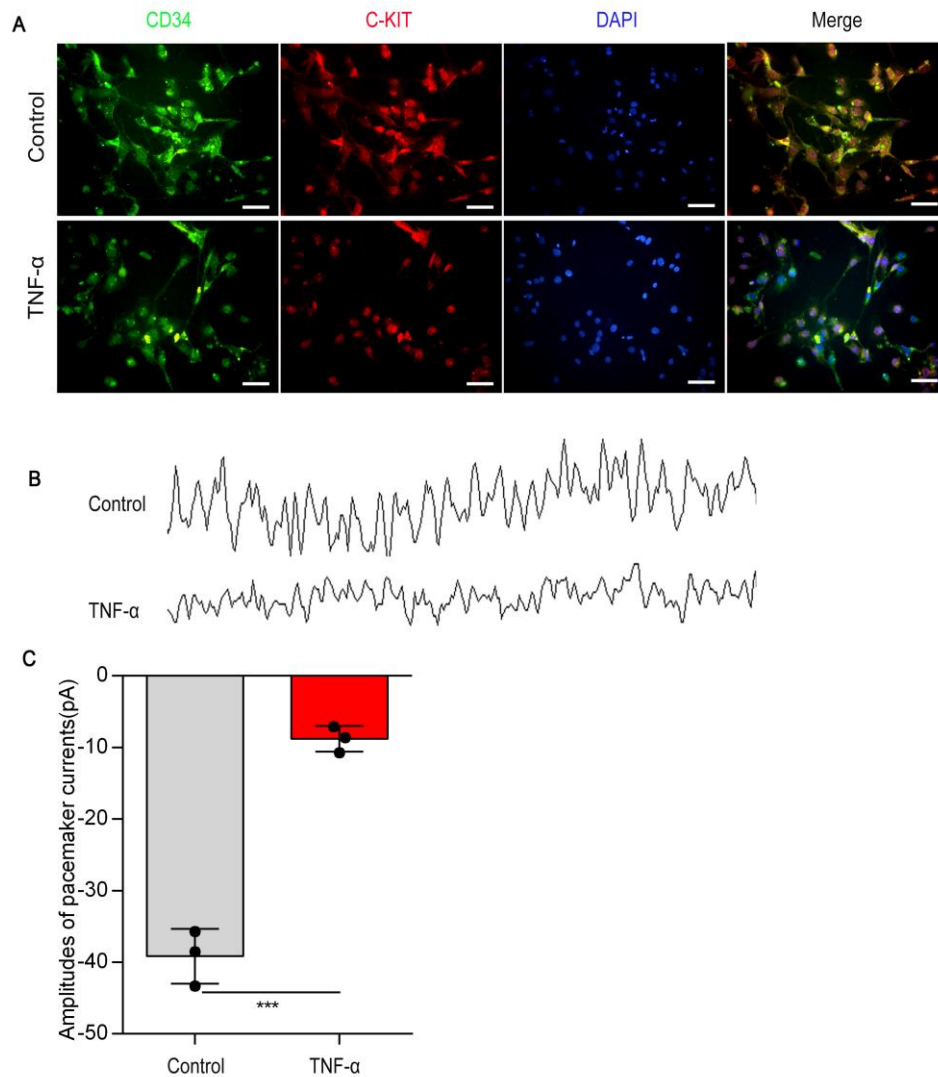 A
CD34 C-KIT DAPI Merge
Control
TNF-α
B
Control
TNF-α
C
Amplitudes of pacemaker currents(pA)
0
-10
-20
-30
-40
-50
***
Control TNF-α